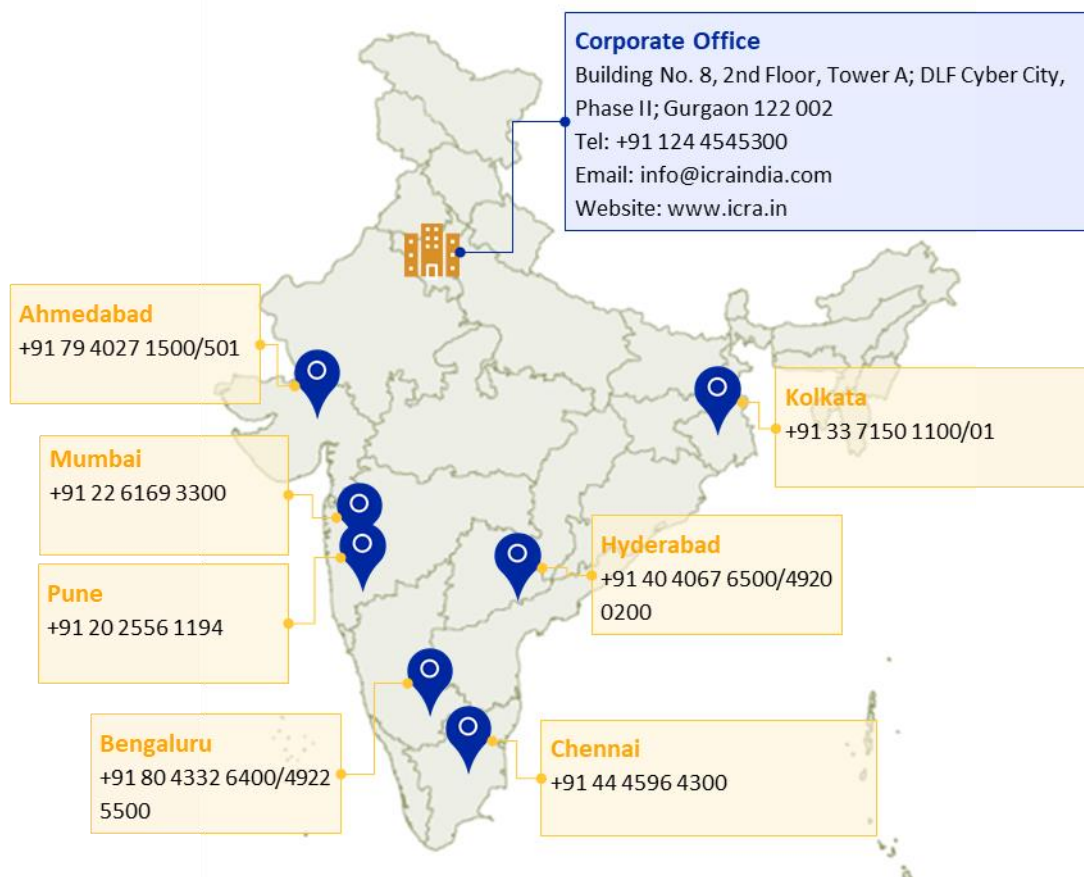 Corporate Office
Building No. 8, 2nd Floor, Tower A; DLF Cyber City,
Phase II; Gurgaon 122 002
Tel: +91 124 4545300
Email: info@icraindia.com
Website: www.icra.in
Ahmedabad
+91 79 4027 1500/501
Kolkata
+91 33 7150 1100/01
Mumbai
+91 22 6169 3300
Hyderabad
+91 40 4067 6500/4920
0200
Pune
+91 20 2556 1194
Bengaluru
+91 80 4332 6400/4922
5500
Chennai
+91 44 4596 4300